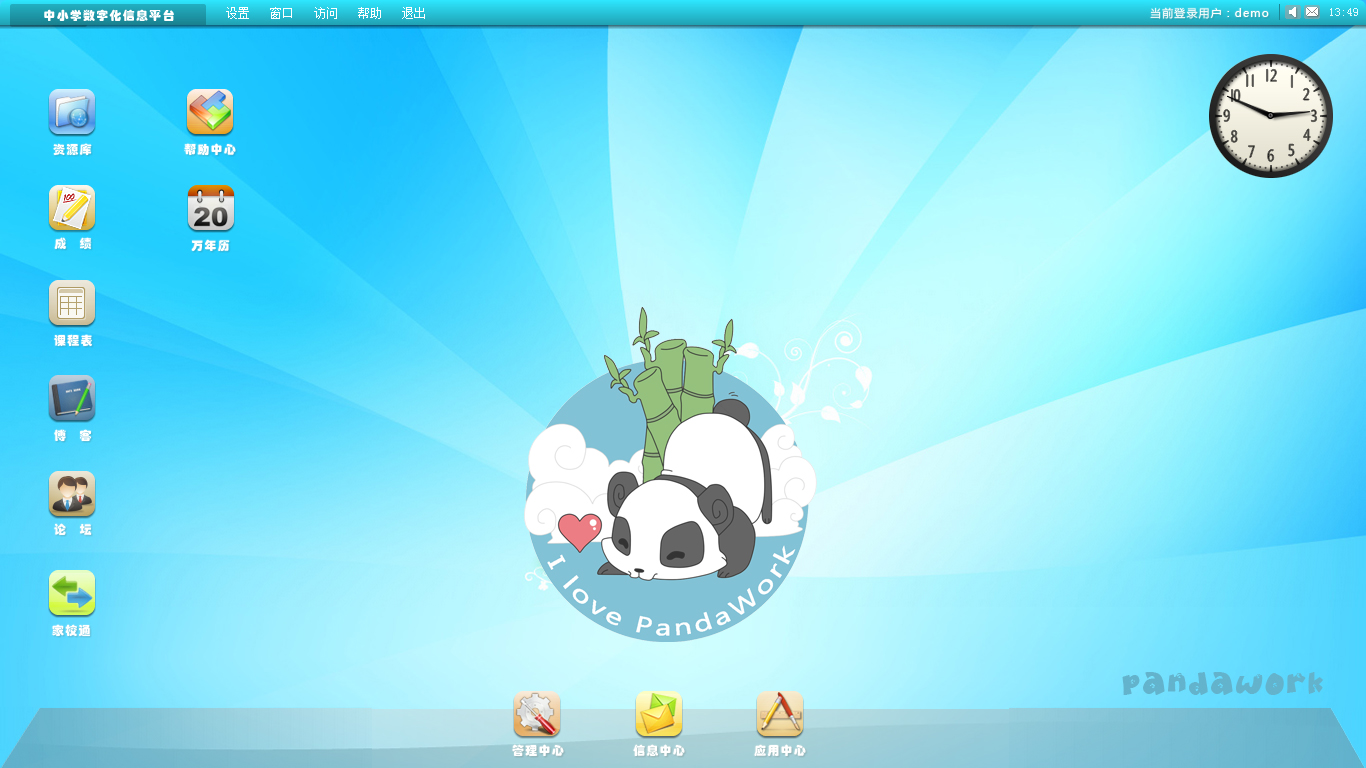 中小学数字化信息平台 设置 窗口 访问 帮助 退出 当前登录用户：demo 13:49
资源库 帮助中心
100
成 绩 20 万年历
课程表
博 客
论 坛
家校通
12 1 2 3 4 5 6 7 8 9 10 11
I love PandaWork
pandawork
管理中心 信息中心 应用中心